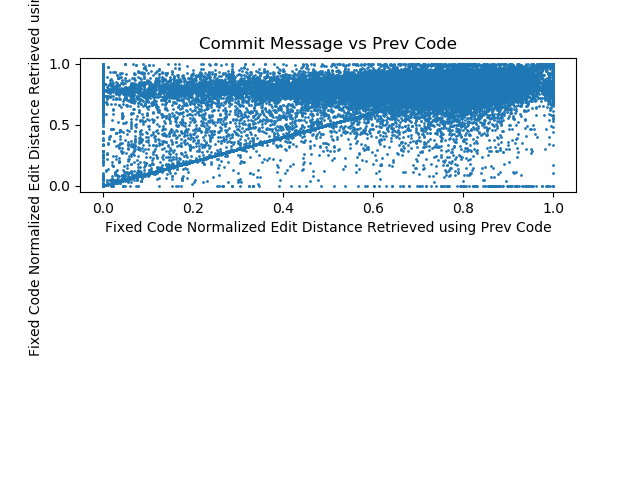 Commit Message vs Prev Code
Fixed Code Normalized Edit Distance Retrieved usin
1.0
0.5
0.0
0.0 0.2 0.4 0.6 0.8 1.0
Fixed Code Normalized Edit Distance Retrieved using Prev Code